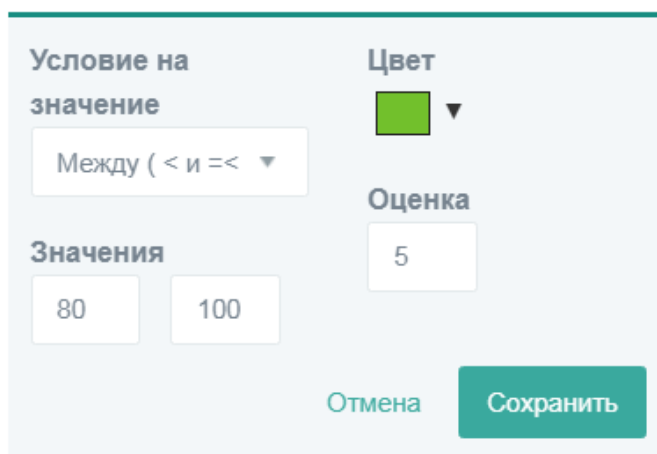 Условие на
значение
Между ( < и =<
Значения
80 100
Цвет
Оценка
5
Отмена Сохранить